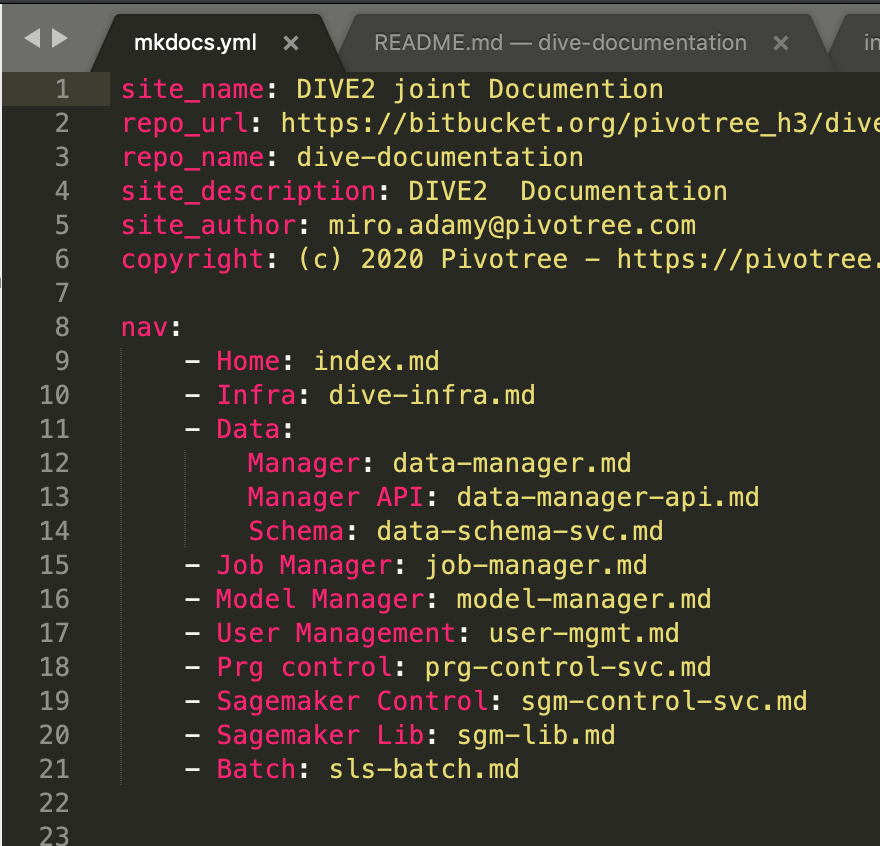 mkdocs.yml × README.md — dive-documentation × in
1 site_name: DIVE2 joint Documention
2 repo_url: https://bitbucket.org/pivotree_h3/dive
3 repo_name: dive-documentation
4 site_description: DIVE2  Documentation
5 site_author: miro.adamy@pivotree.com
6 copyright: (c) 2020 Pivotree - https://pivotree.
7
8 nav:
9     - Home: index.md
10     - Infra: dive-infra.md
11     - Data:
12         Manager: data-manager.md
13         Manager API: data-manager-api.md
14         Schema: data-schema-svc.md
15     - Job Manager: job-manager.md
16     - Model Manager: model-manager.md
17     - User Management: user-mgmt.md
18     - Prg control: prg-control-svc.md
19     - Sagemaker Control: sgm-control-svc.md
20     - Sagemaker Lib: sgm-lib.md
21     - Batch: sls-batch.md
22
23